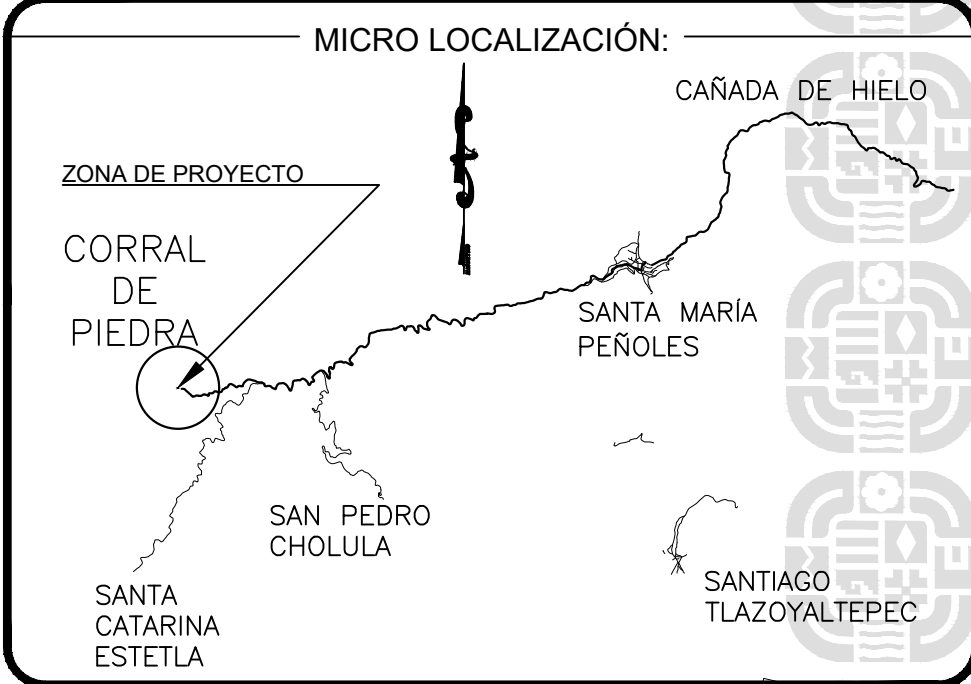 MICRO LOCALIZACIÓN:
CAÑADA DE HIELO
ZONA DE PROYECTO
CORRAL
DE
PIEDRA
SANTA MARÍA
PEÑOLES
SAN PEDRO
CHOLULA
SANTIAGO
TLAZOYALTEPEC
SANTA
CATARINA
ESTETLA